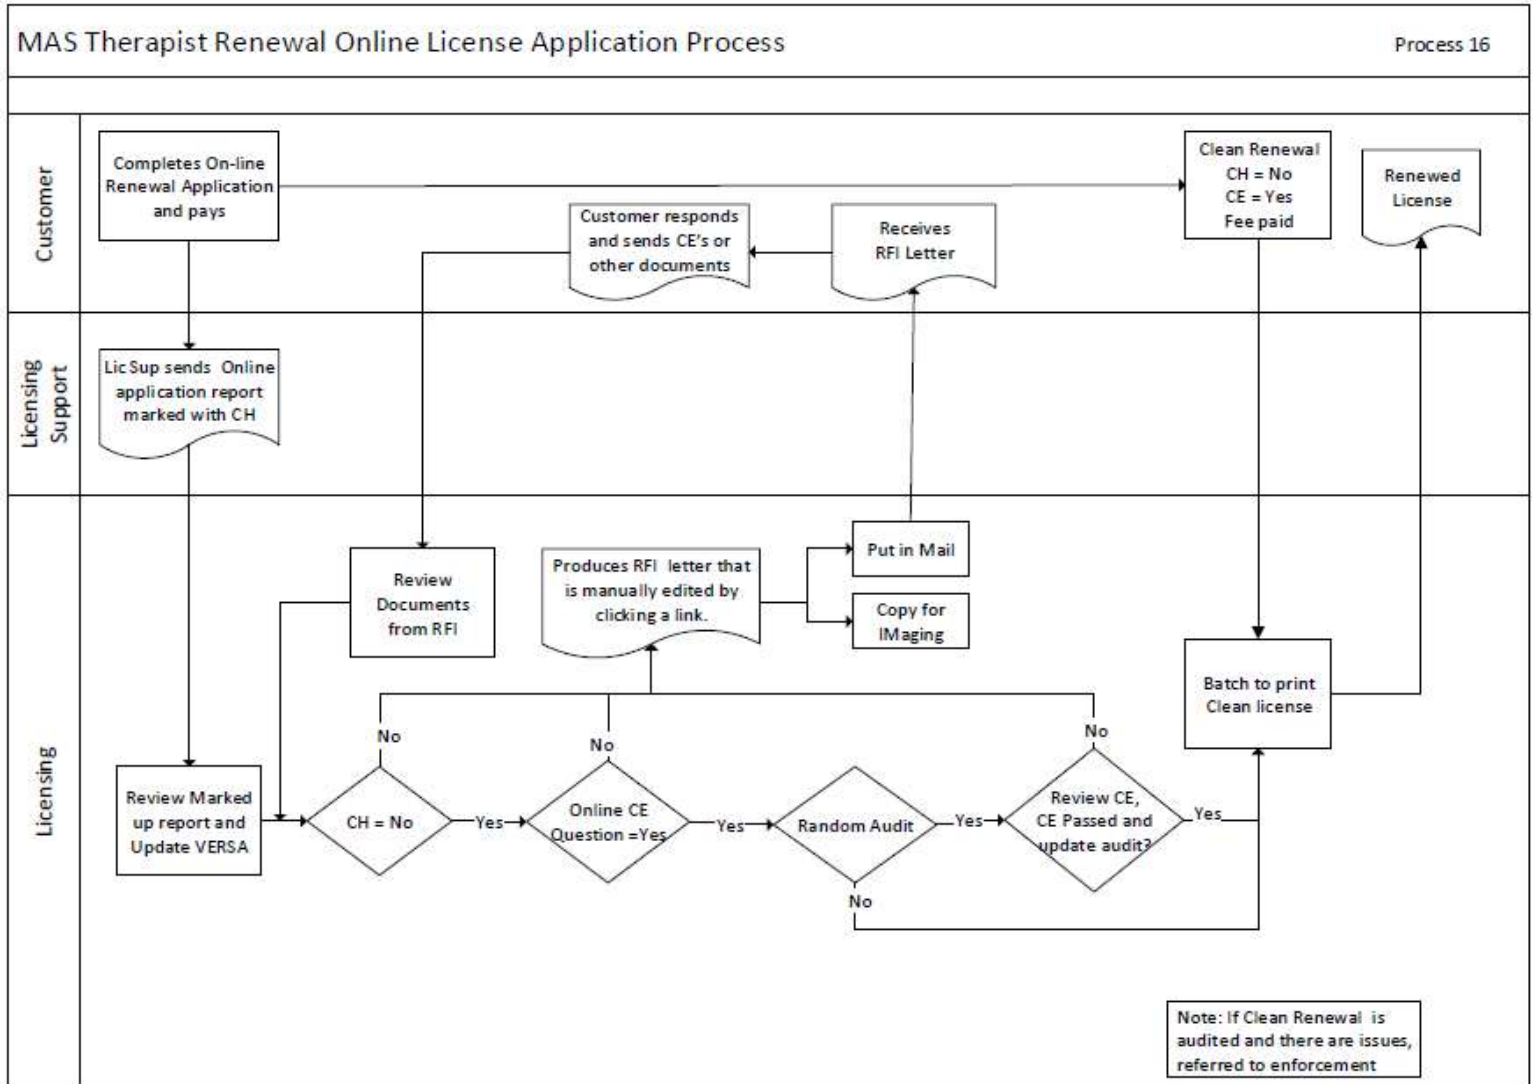 MAS Therapist Renewal Online License Application Process
Process 16
Customer
Completes On-line
Renewal Application
and pays
Customer responds
and sends CE's or
other documents
Receives
RFI Letter
Clean Renewal
CH = No
CE = Yes
Fee paid
Renewed
License
Licensing
Support
Lic Sup sends Online
application report
marked with CH
Licensing
Review
Documents
from RFI
Produces RFI letter that
is manually edited by
clicking a link.
Put in Mail
Copy for
IMaging
Batch to print
Clean license
No
No
No
Review Marked
up report and
Update VERSA
CH = No
Yes
Online CE
Question =Yes
Yes
Random Audit
Yes
Review CE,
CE Passed and
update audit?
Yes
No
Note: If Clean Renewal is
audited and there are issues,
referred to enforcement